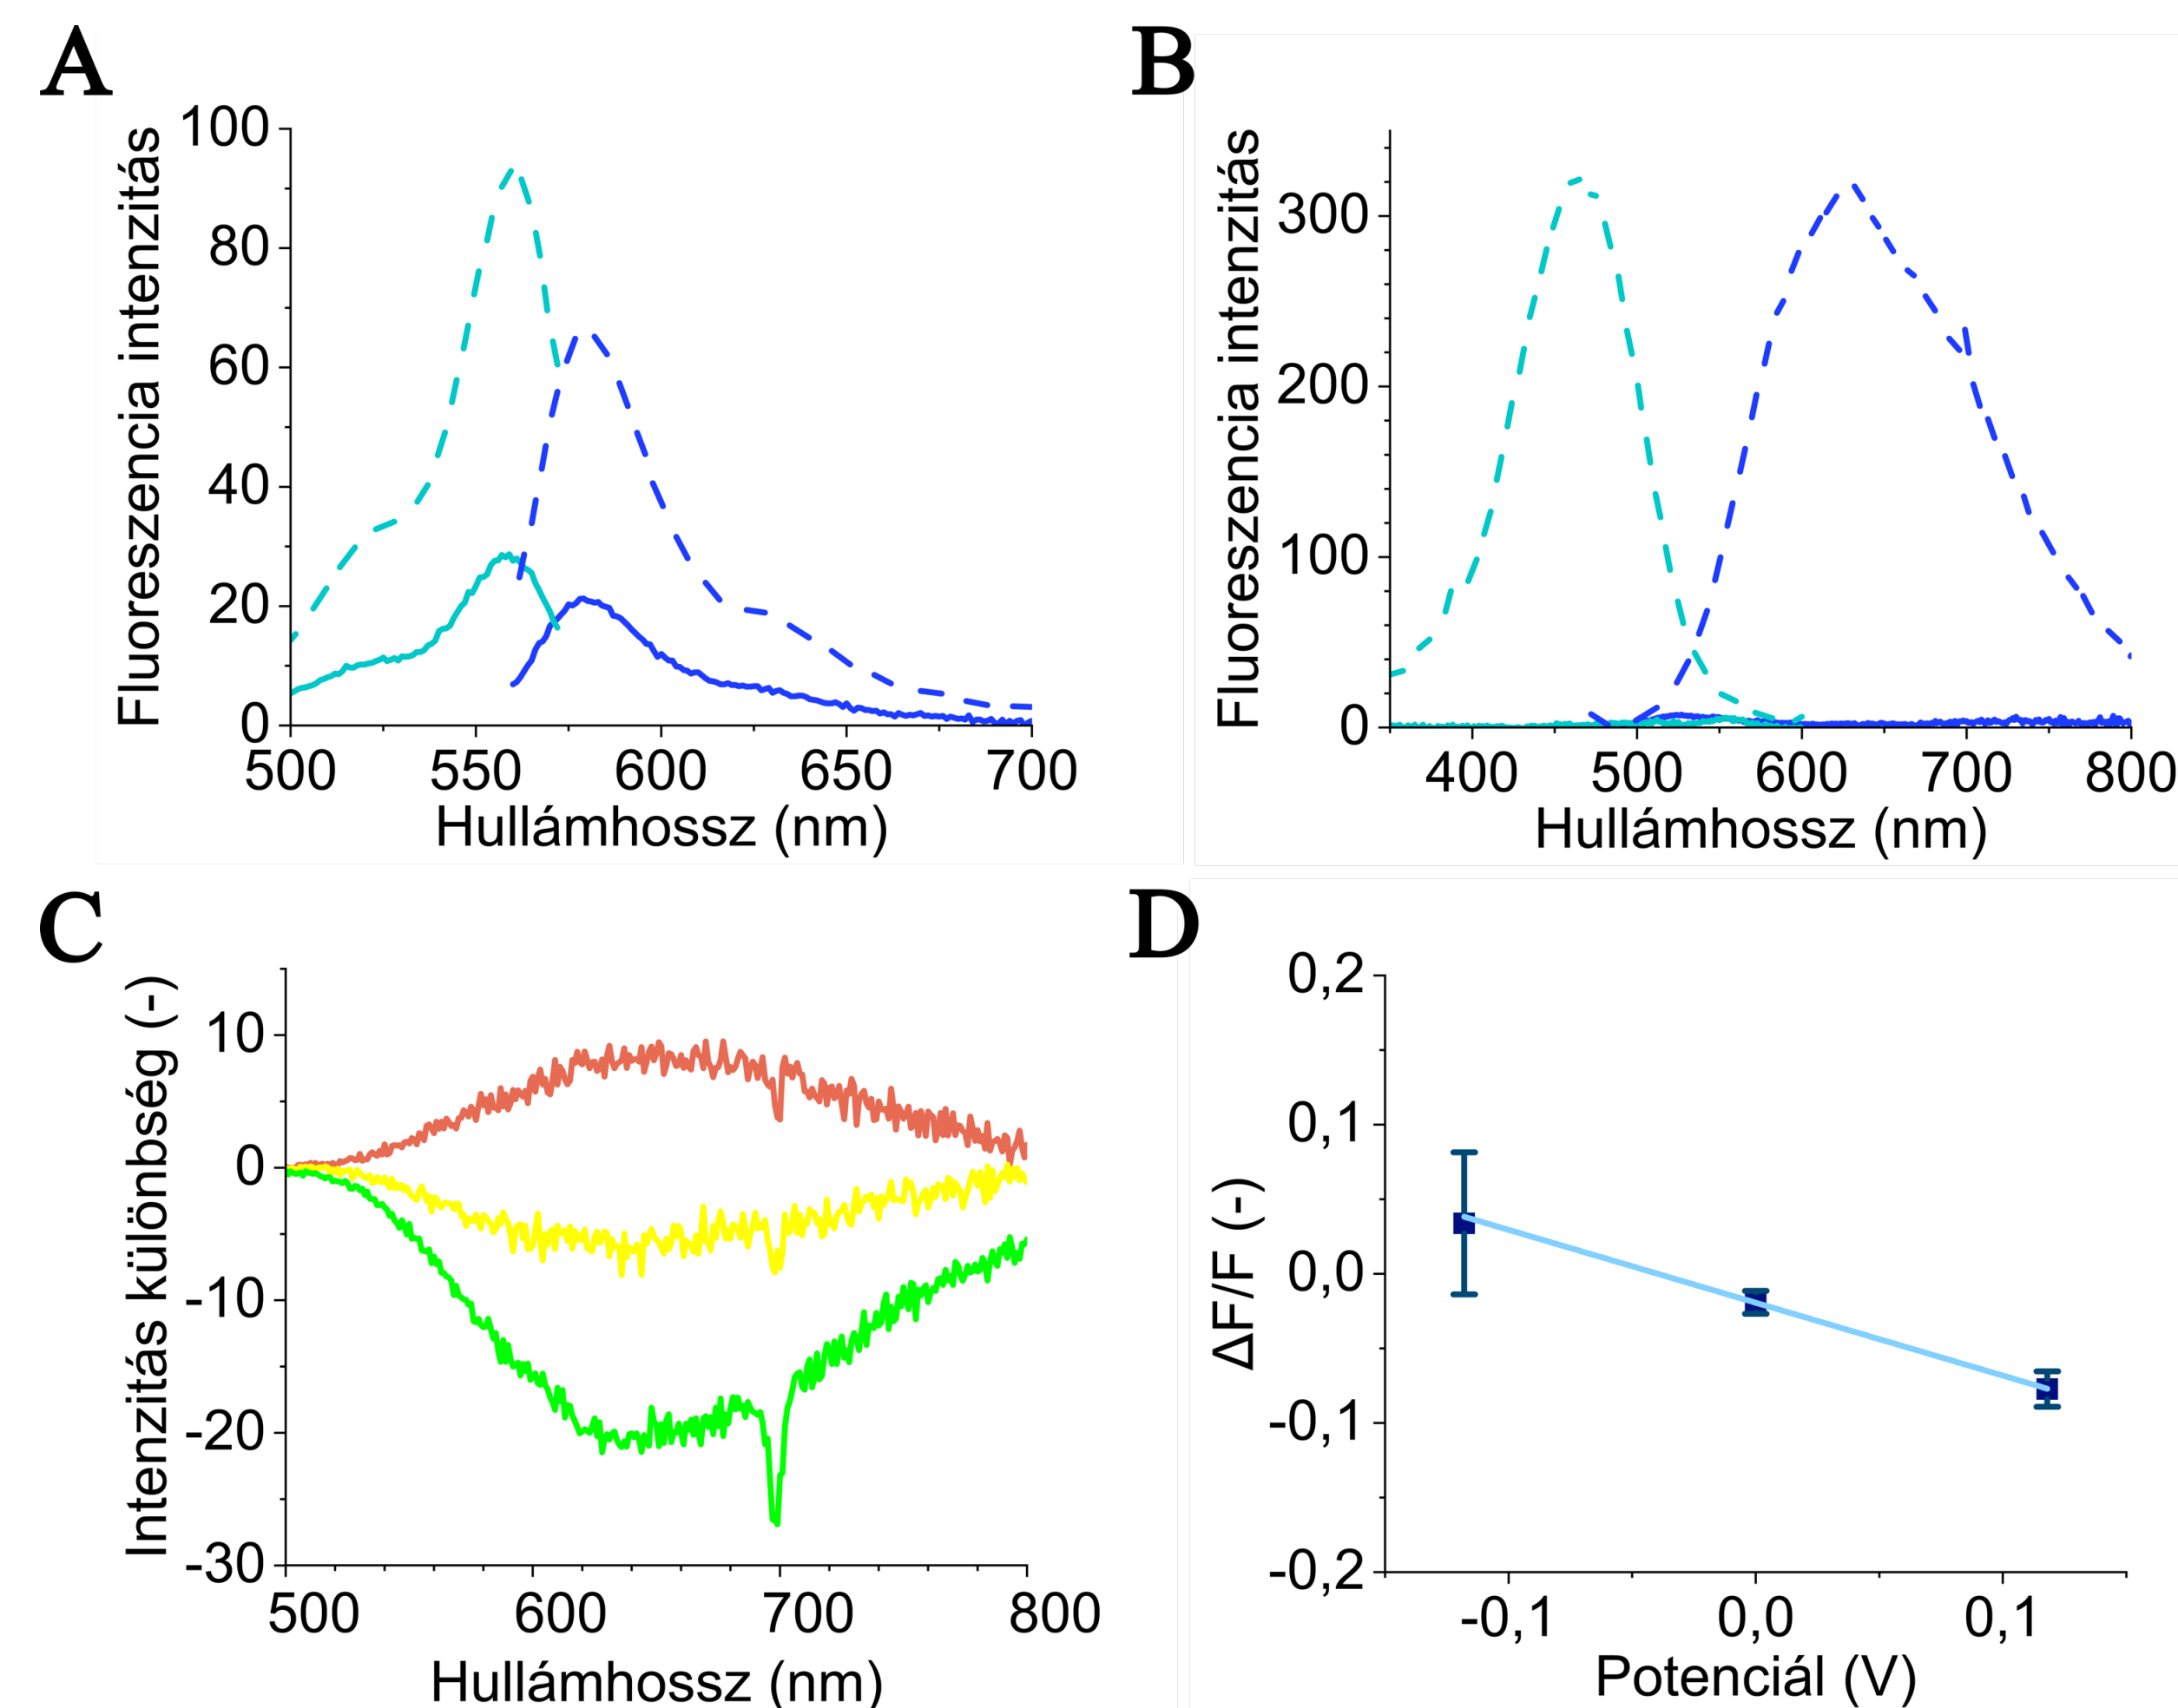 A
Fluoreszencia intenzitás
100
80
60
40
20
0
500 550 600 650 700
Hullámhossz (nm)
B
Fluoreszencia intenzitás
300
200
100
0
400 500 600 700 800
Hullámhossz (nm)
C
Intenzitás különbség (-)
10
0
-10
-20
-30
500 600 700 800
Hullámhossz (nm)
D
ΔF/F (-)
0,2
0,1
0,0
-0,1
-0,2
-0,1 0,0 0,1
Potenciál (V)